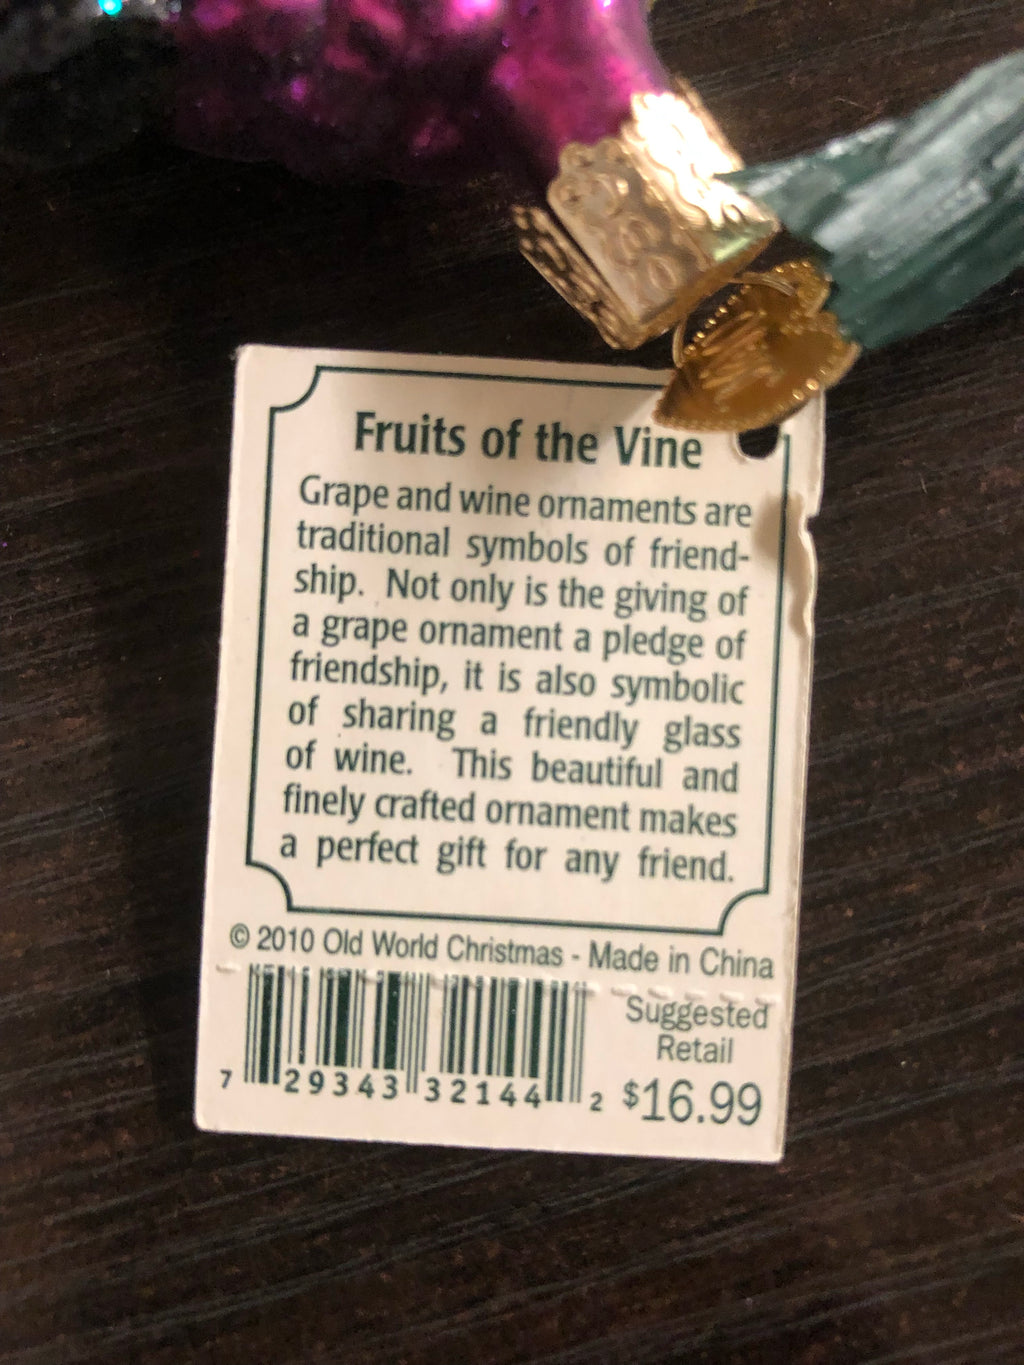 Fruits of the Vine
Grape and wine ornaments are
traditional symbols of friend-
ship. Not only is the giving of
a grape ornament a pledge of
friendship, it is also symbolic
of sharing a friendly glass
of wine. This beautiful and
finely crafted ornament makes
a perfect gift for any friend.
© 2010 Old World Christmas - Made in China
Suggested
Retail
$16.99
7 29343 32144 2